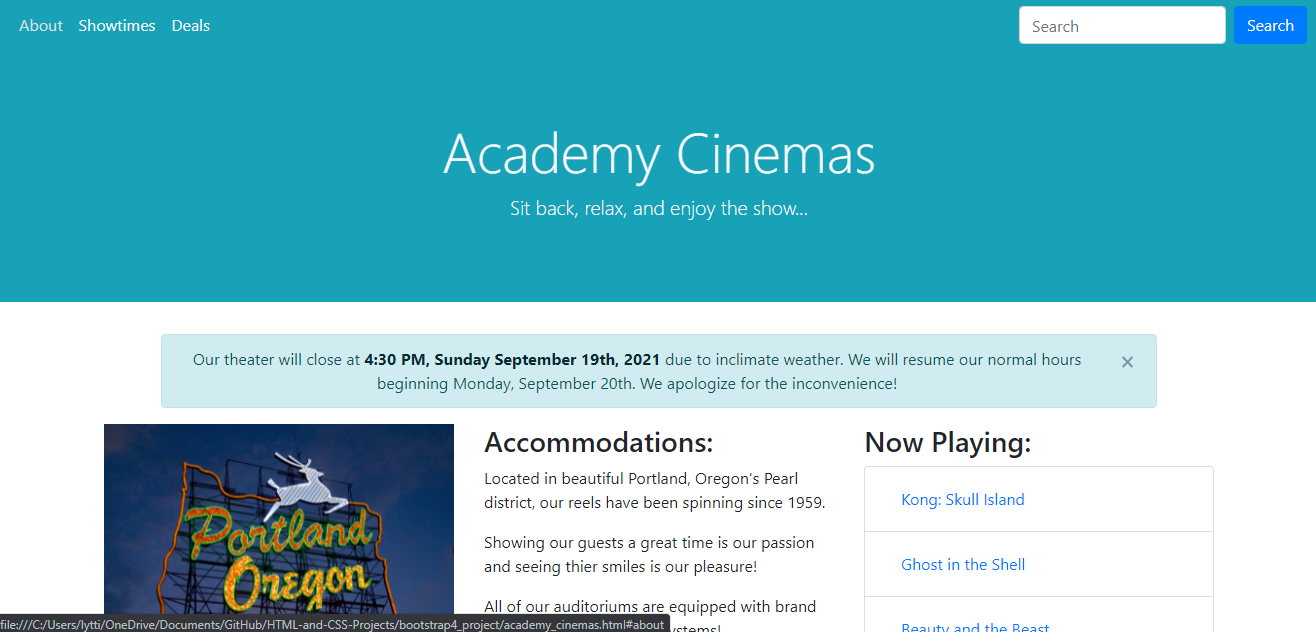 About Showtimes Deals Search Search
Academy Cinemas
Sit back, relax, and enjoy the show...
Our theater will close at 4:30 PM, Sunday September 19th, 2021 due to inclimate weather. We will resume our normal hours
beginning Monday, September 20th. We apologize for the inconvenience!
×
Portland
Oregon
Accommodations:
Located in beautiful Portland, Oregon's Pearl
district, our reels have been spinning since 1959.
Showing our guests a great time is our passion
and seeing thier smiles is our pleasure!
All of our auditoriums are equipped with brand
Now Playing:
Kong: Skull Island
Ghost in the Shell
Beauty and the Beast
file:///C:/Users/lytti/OneDrive/Documents/GitHub/HTML-and-CSS-Projects/bootstrap4_project/academy_cinemas.html#about